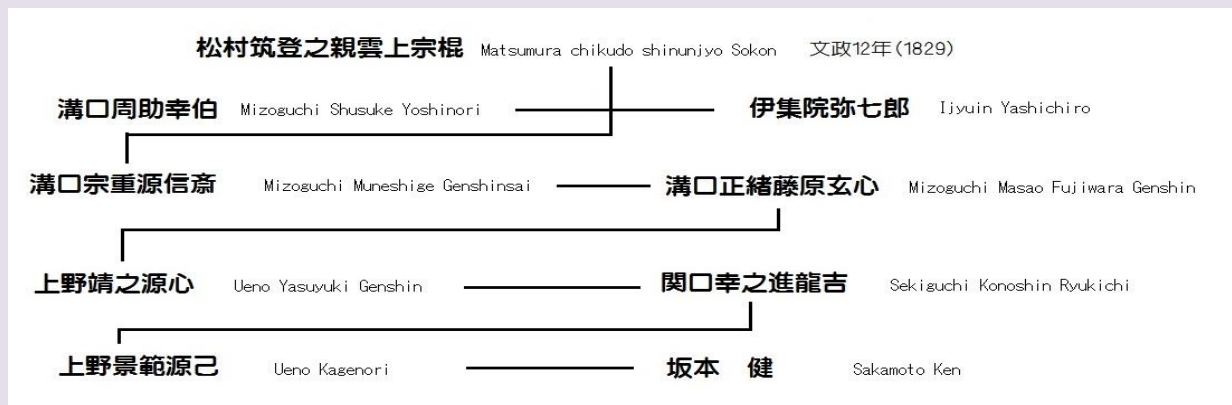 松村筑登之親雲上宗棍 Matsumura chikudo shinunjyo Sokon 文政12年(1829)
溝口周助幸伯 Mizoguchi Shusuke Yoshinori 伊集院弥七郎 Ijyuin Yashichiro
溝口宗重源信斎 Mizoguchi Muneshige Genshinsai 溝口正緒藤原玄心 Mizoguchi Masao Fujiwara Genshin
上野靖之源心 Ueno Yasuyuki Genshin 関口幸之進龍吉 Sekiguchi Konoshin Ryukichi
上野景範源己 Ueno Kagenori 坂本 健 Sakamoto Ken